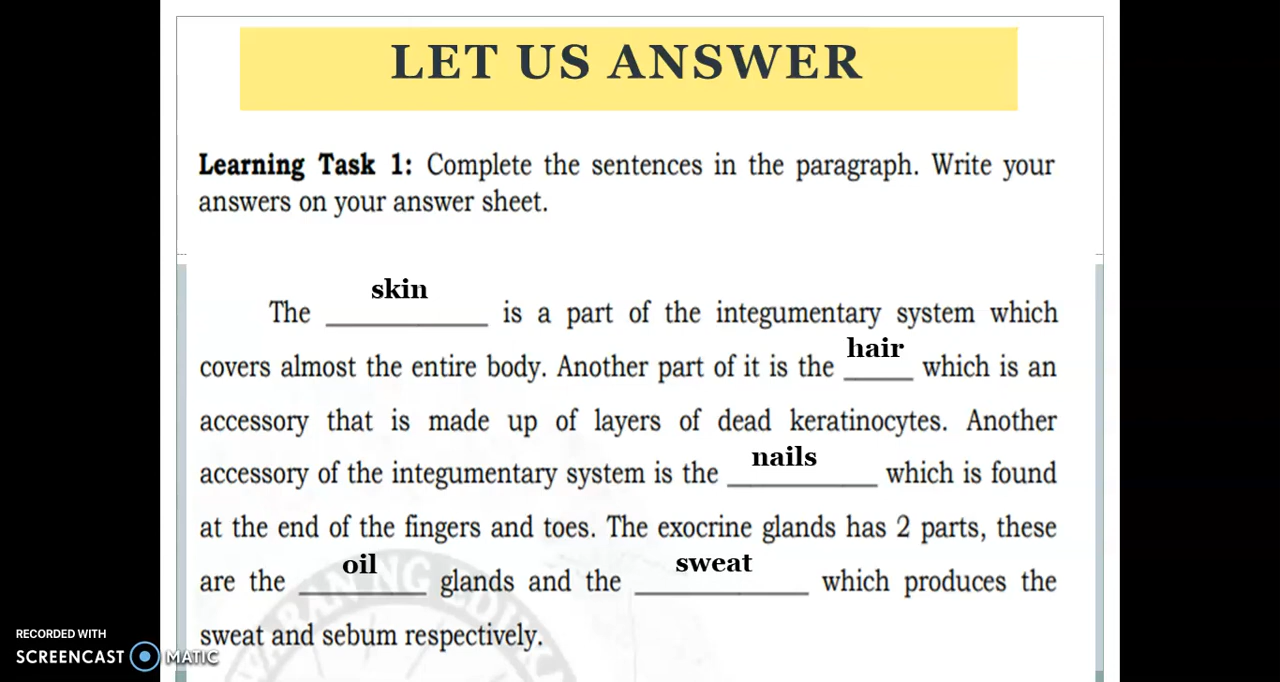 LET US ANSWER
Learning Task 1: Complete the sentences in the paragraph. Write your
answers on your answer sheet.
The skin is a part of the integumentary system which
covers almost the entire body. Another part of it is the hair which is an
accessory that is made up of layers of dead keratinocytes. Another
accessory of the integumentary system is the nails which is found
at the end of the fingers and toes. The exocrine glands has 2 parts, these
are the oil glands and the sweat which produces the
sweat and sebum respectively.
RECORDED WITH
SCREENCAST MATIC